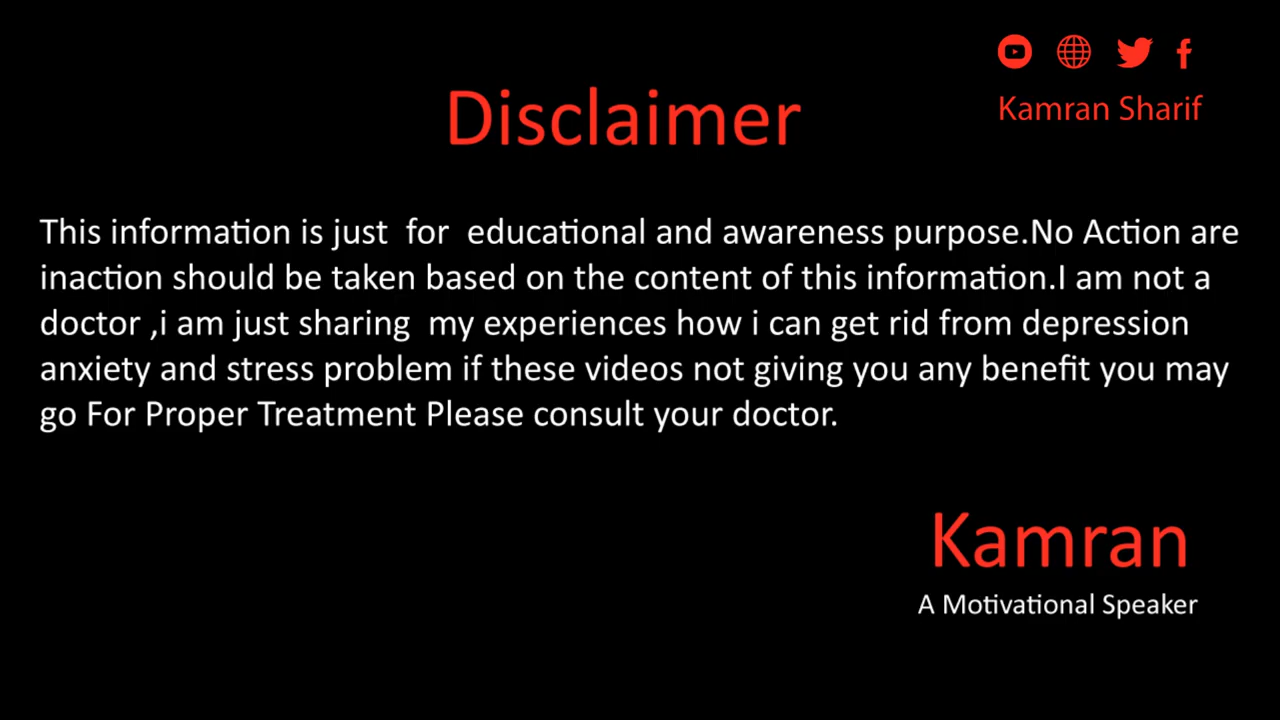 Kamran Sharif
Disclaimer
This information is just  for  educational and awareness purpose.No Action are
inaction should be taken based on the content of this information.I am not a
doctor ,i am just sharing  my experiences how i can get rid from depression
anxiety and stress problem if these videos not giving you any benefit you may
go For Proper Treatment Please consult your doctor.
Kamran
A Motivational Speaker